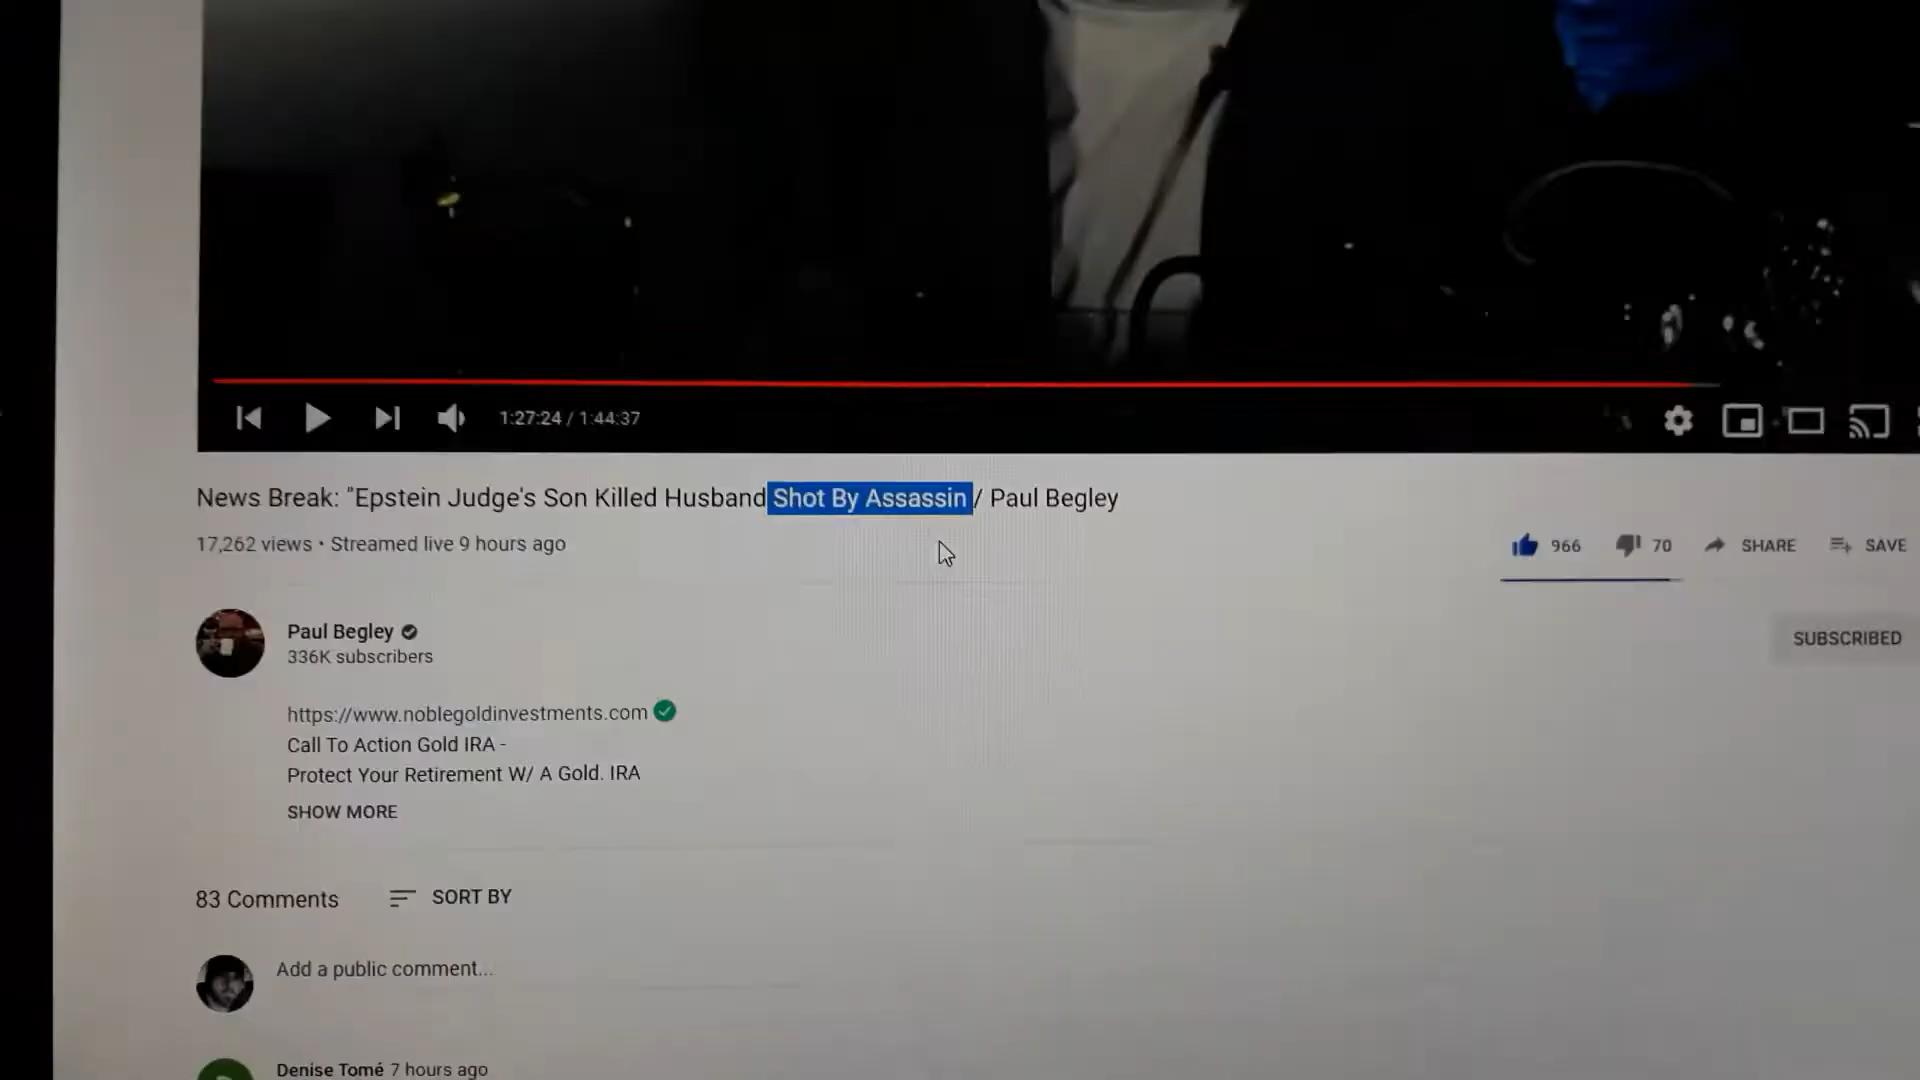 1:27:24 / 1:44:37
News Break: "Epstein Judge's Son Killed Husband Shot By Assassin / Paul Begley
17,262 views • Streamed live 9 hours ago
966 70 SHARE SAVE
Paul Begley
336K subscribers
SUBSCRIBED
https://www.noblegoldinvestments.com
Call To Action Gold IRA -
Protect Your Retirement W/ A Gold. IRA
SHOW MORE
83 Comments SORT BY
Add a public comment...
Denise Tomé 7 hours ago